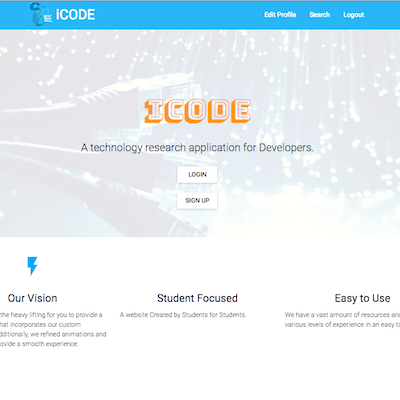 iCODE
Edit Profile Search Logout
ICODE
A technology research application for Developers.
LOGIN
SIGN UP
Our Vision
the heavy lifting for you to provide a
hat incorporates our custom
dditionally, we refined animations and
ovide a smooth experience.
Student Focused
A website Created by Students for Students.
Easy to Use
We have a vast amount of resources and
various levels of experience in an easy to